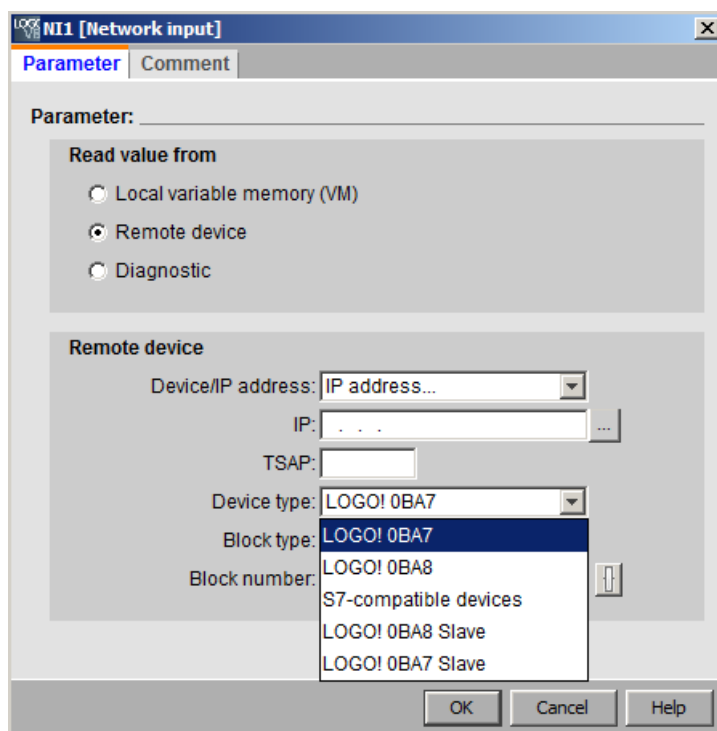 NI1 [Network input]
Parameter Comment
Parameter:
Read value from
Local variable memory (VM)
Remote device
Diagnostic
Remote device
Device/IP address: IP address...
IP: . . . ...
TSAP:
Device type: LOGO! 0BA7
Block type: LOGO! 0BA7
LOGO! 0BA8
Block number:
S7-compatible devices
LOGO! 0BA8 Slave
LOGO! 0BA7 Slave
OK Cancel Help